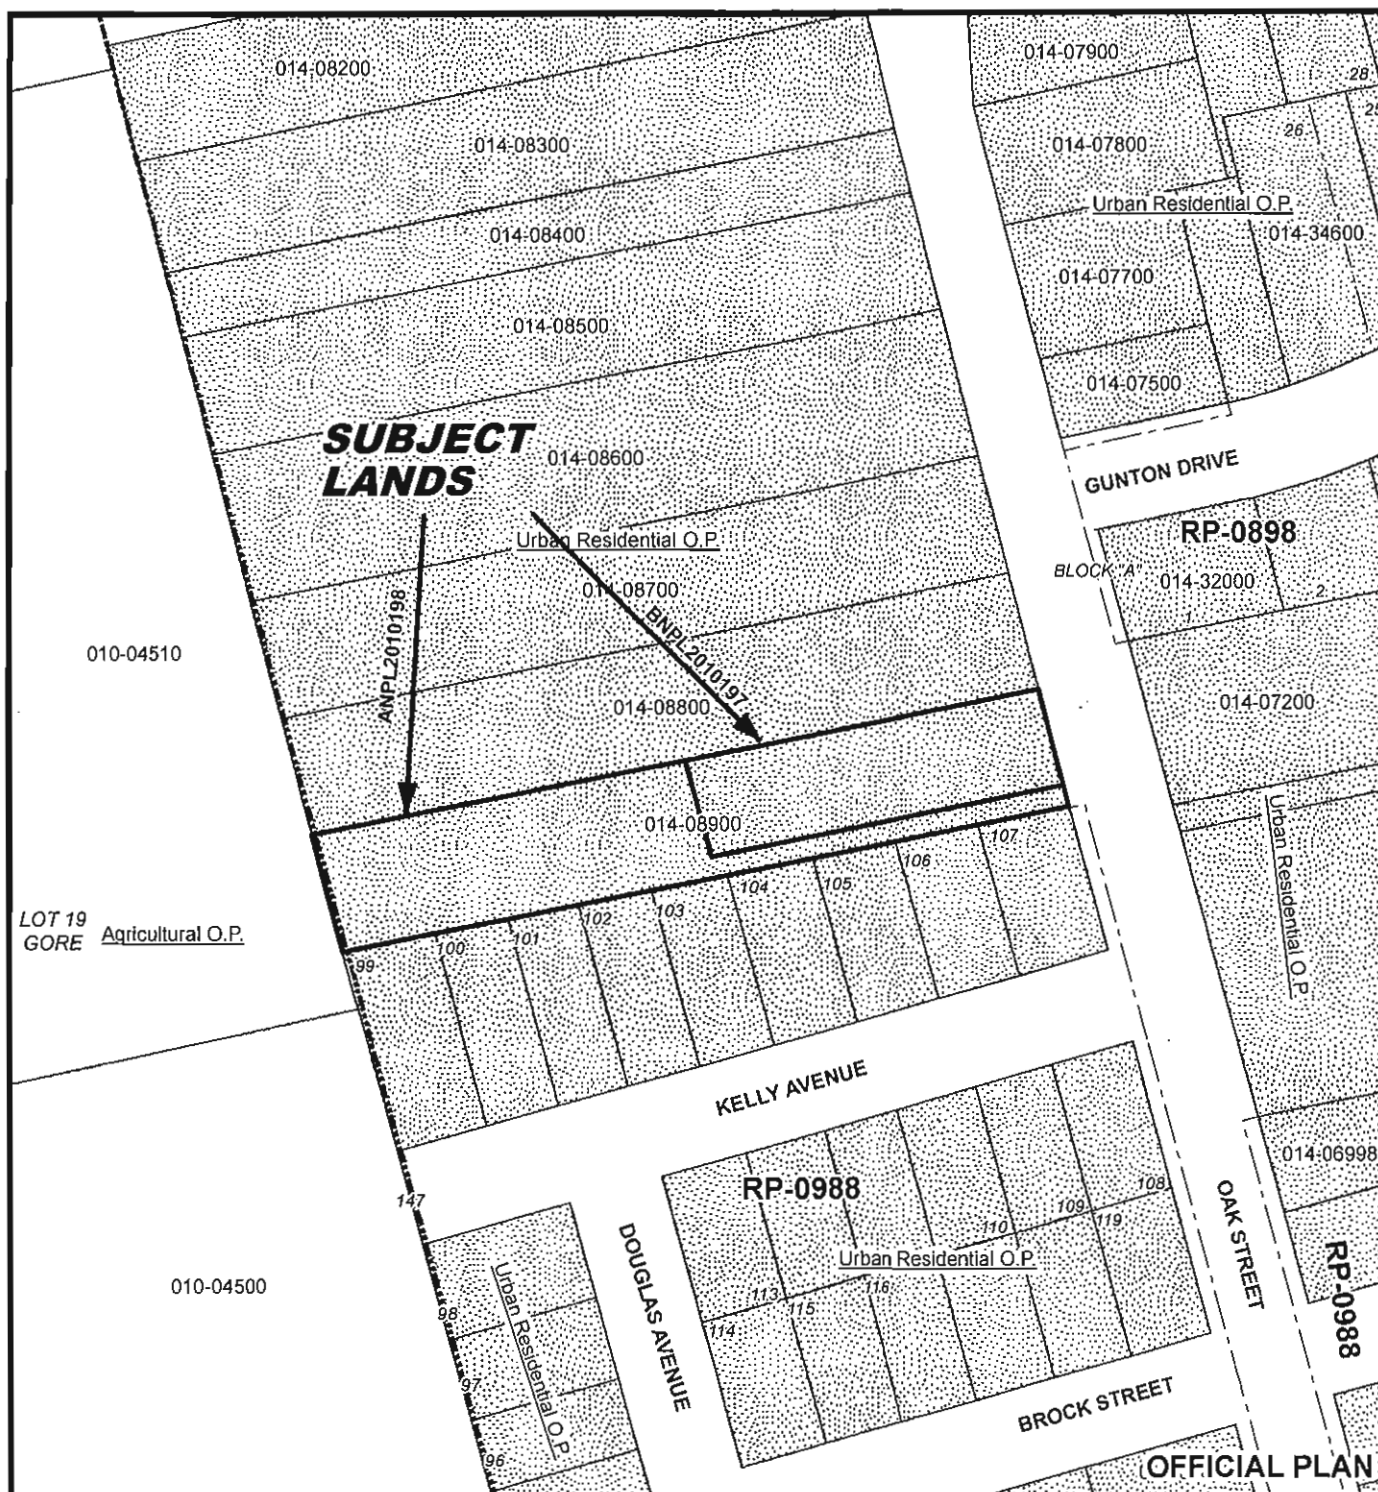 014-08200
014-07900
28
014-08300
26
014-07800
Urban Residential O.P.
014-08400
014-34600
014-07700
014-08500
014-07500
SUBJECT
LANDS
014-08600
GUNTON DRIVE
Urban Residential O.P.
RP-0898
BLOCK "A"
014-32000
2
ANPL2010198
BNPL2010197
010-04510
014-08800
014-07200
014-08900
Urban Residential O.P
107
106
105
104
103
102
101
100
99
LOT 19
GORE
Agricultural O.P.
KELLY AVENUE
014-06998
RP-0988
147
108
109
110
119
OAK STREET
DOUGLAS AVENUE
Urban Residential O.P
RP-0988
010-04500
Urban Residential O.P
113
115
116
114
98
97
96
BROCK STREET
OFFICIAL PLAN